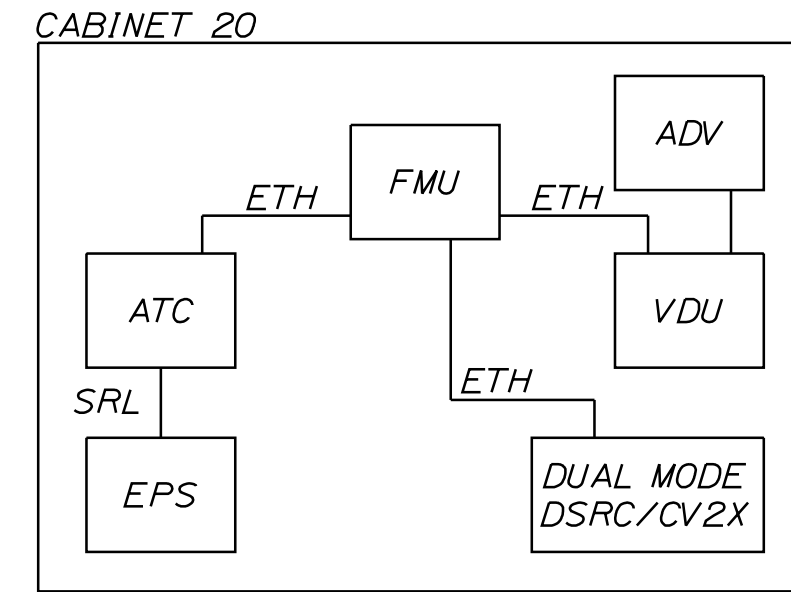 CABINET 20
ADV
FMU
ETH
ETH
ATC
VDU
ETH
SRL
EPS
DUAL MODE
DSRC/CV2X